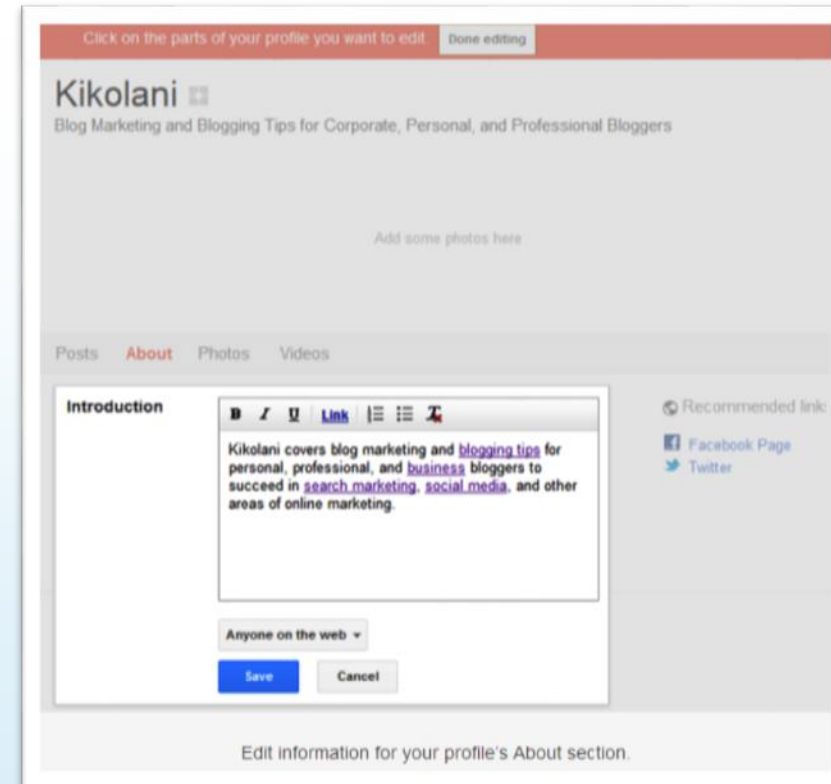 Click on the parts of your profile you want to edit Done editing
Kikolani
Blog Marketing and Blogging Tips for Corporate, Personal, and Professional Bloggers
Add some photos here
Posts About Photos Videos
Introduction
B I U Link
Kikolani covers blog marketing and blogging tips for
personal, professional, and business bloggers to
succeed in search marketing, social media, and other
areas of online marketing.
Anyone on the web
Save Cancel
Recommended link
Facebook Page
Twitter
Edit information for your profile's About section.